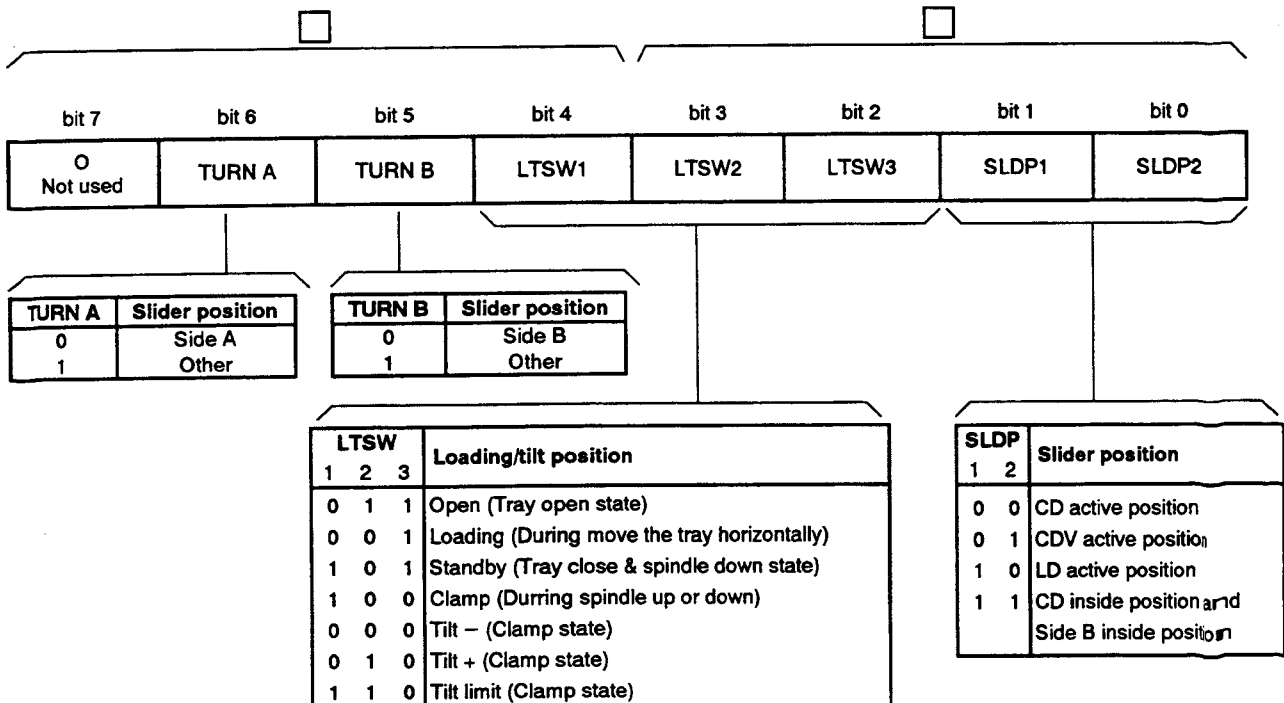 bit 7 bit 6 bit 5 bit 4 bit 3 bit 2 bit 1 bit 0
O Not used TURN A TURN B LTSW1 LTSW2 LTSW3 SLDP1 SLDP2
TURN A Slider position
0 Side A
1 Other
TURN B Slider position
0 Side B
1 Other
LTSW Loading/tilt position
1 2 3
0 1 1 Open (Tray open state)
0 0 1 Loading (During move the tray horizontally)
1 0 1 Standby (Tray close & spindle down state)
1 0 0 Clamp (Durring spindle up or down)
0 0 0 Tilt – (Clamp state)
0 1 0 Tilt + (Clamp state)
1 1 0 Tilt limit (Clamp state)
SLDP Slider position
1 2
0 0 CD active position
0 1 CDV active position
1 0 LD active position
1 1 CD inside position and
Side B inside position